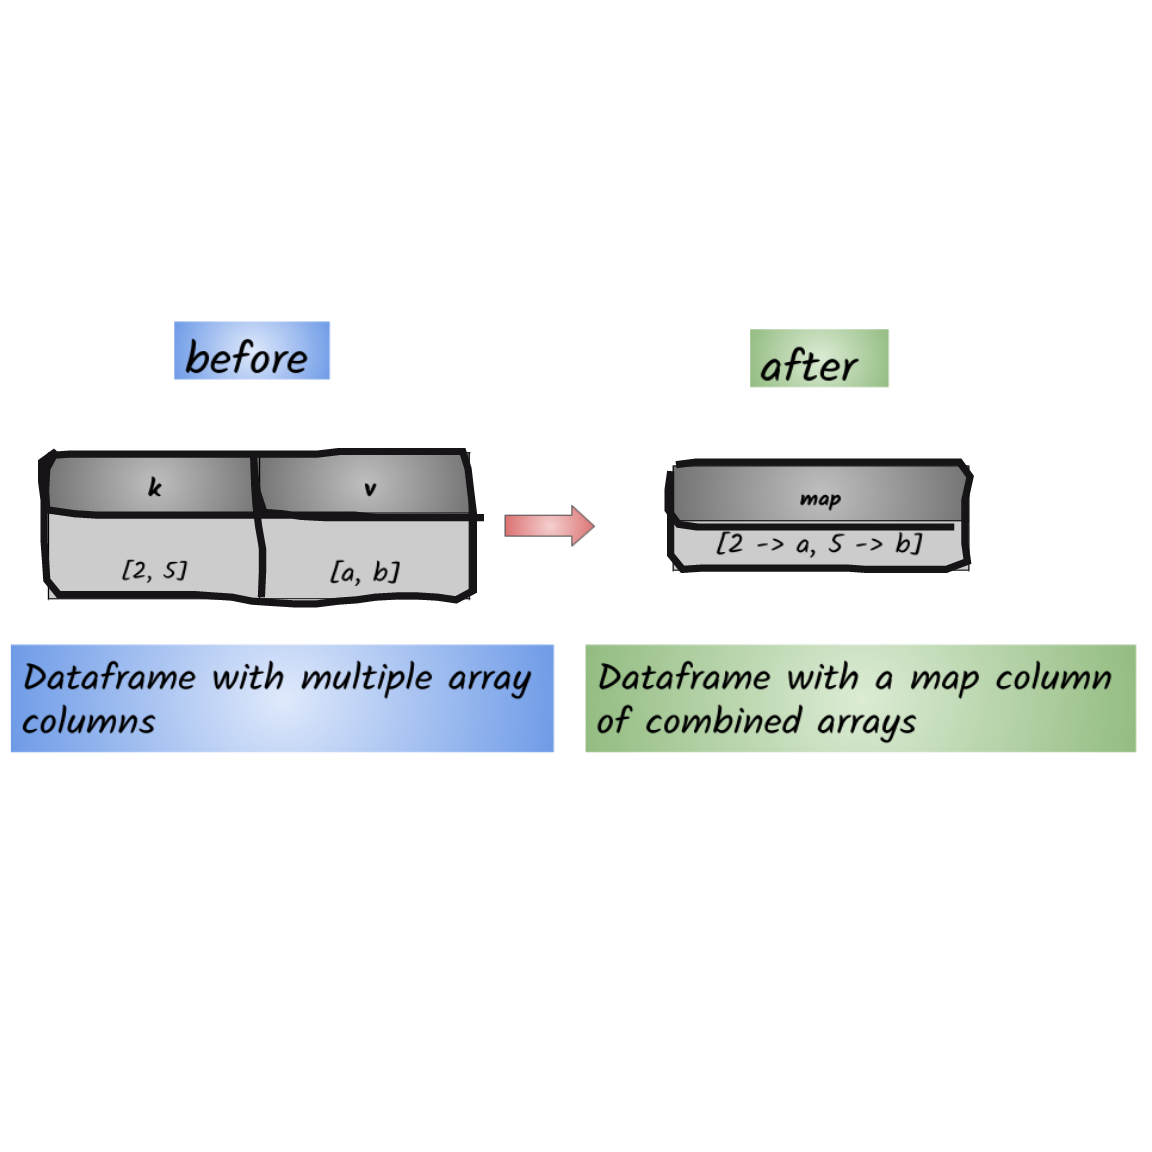 before
after
k v
map
[2, 5] [a, b]
[2 -> a, 5 -> b]
Dataframe with multiple array
columns
Dataframe with a map column
of combined arrays